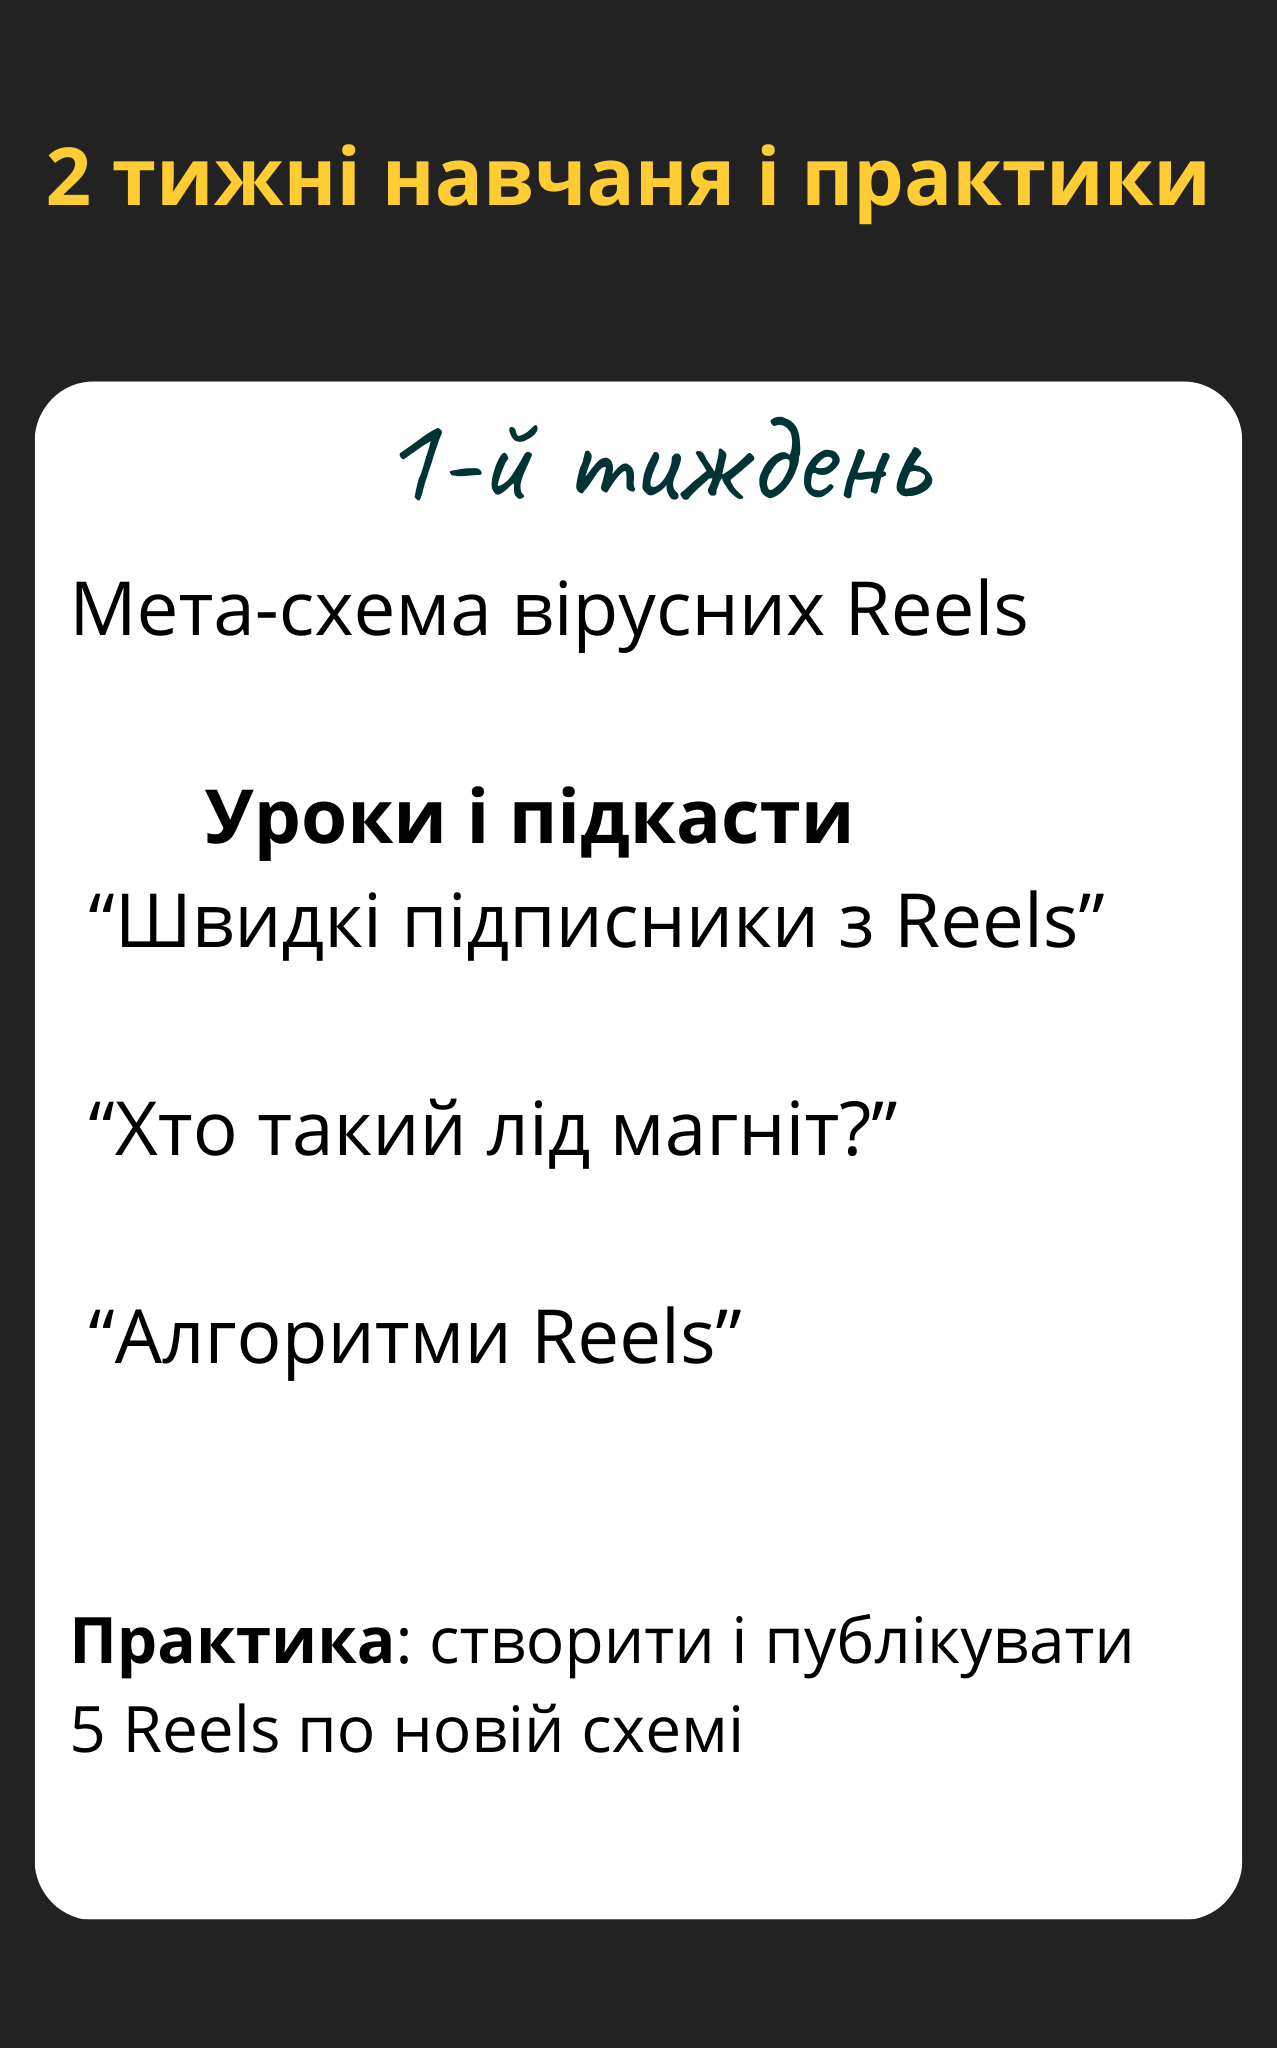 2 тижні навчаня і практики
1-й тиждень
Мета-схема вірусних Reels
Уроки і підкасти
“Швидкі підписники з Reels”
“Хто такий лід магніт?”
“Алгоритми Reels”
Практика: створити і публікувати
5 Reels по новій схемі